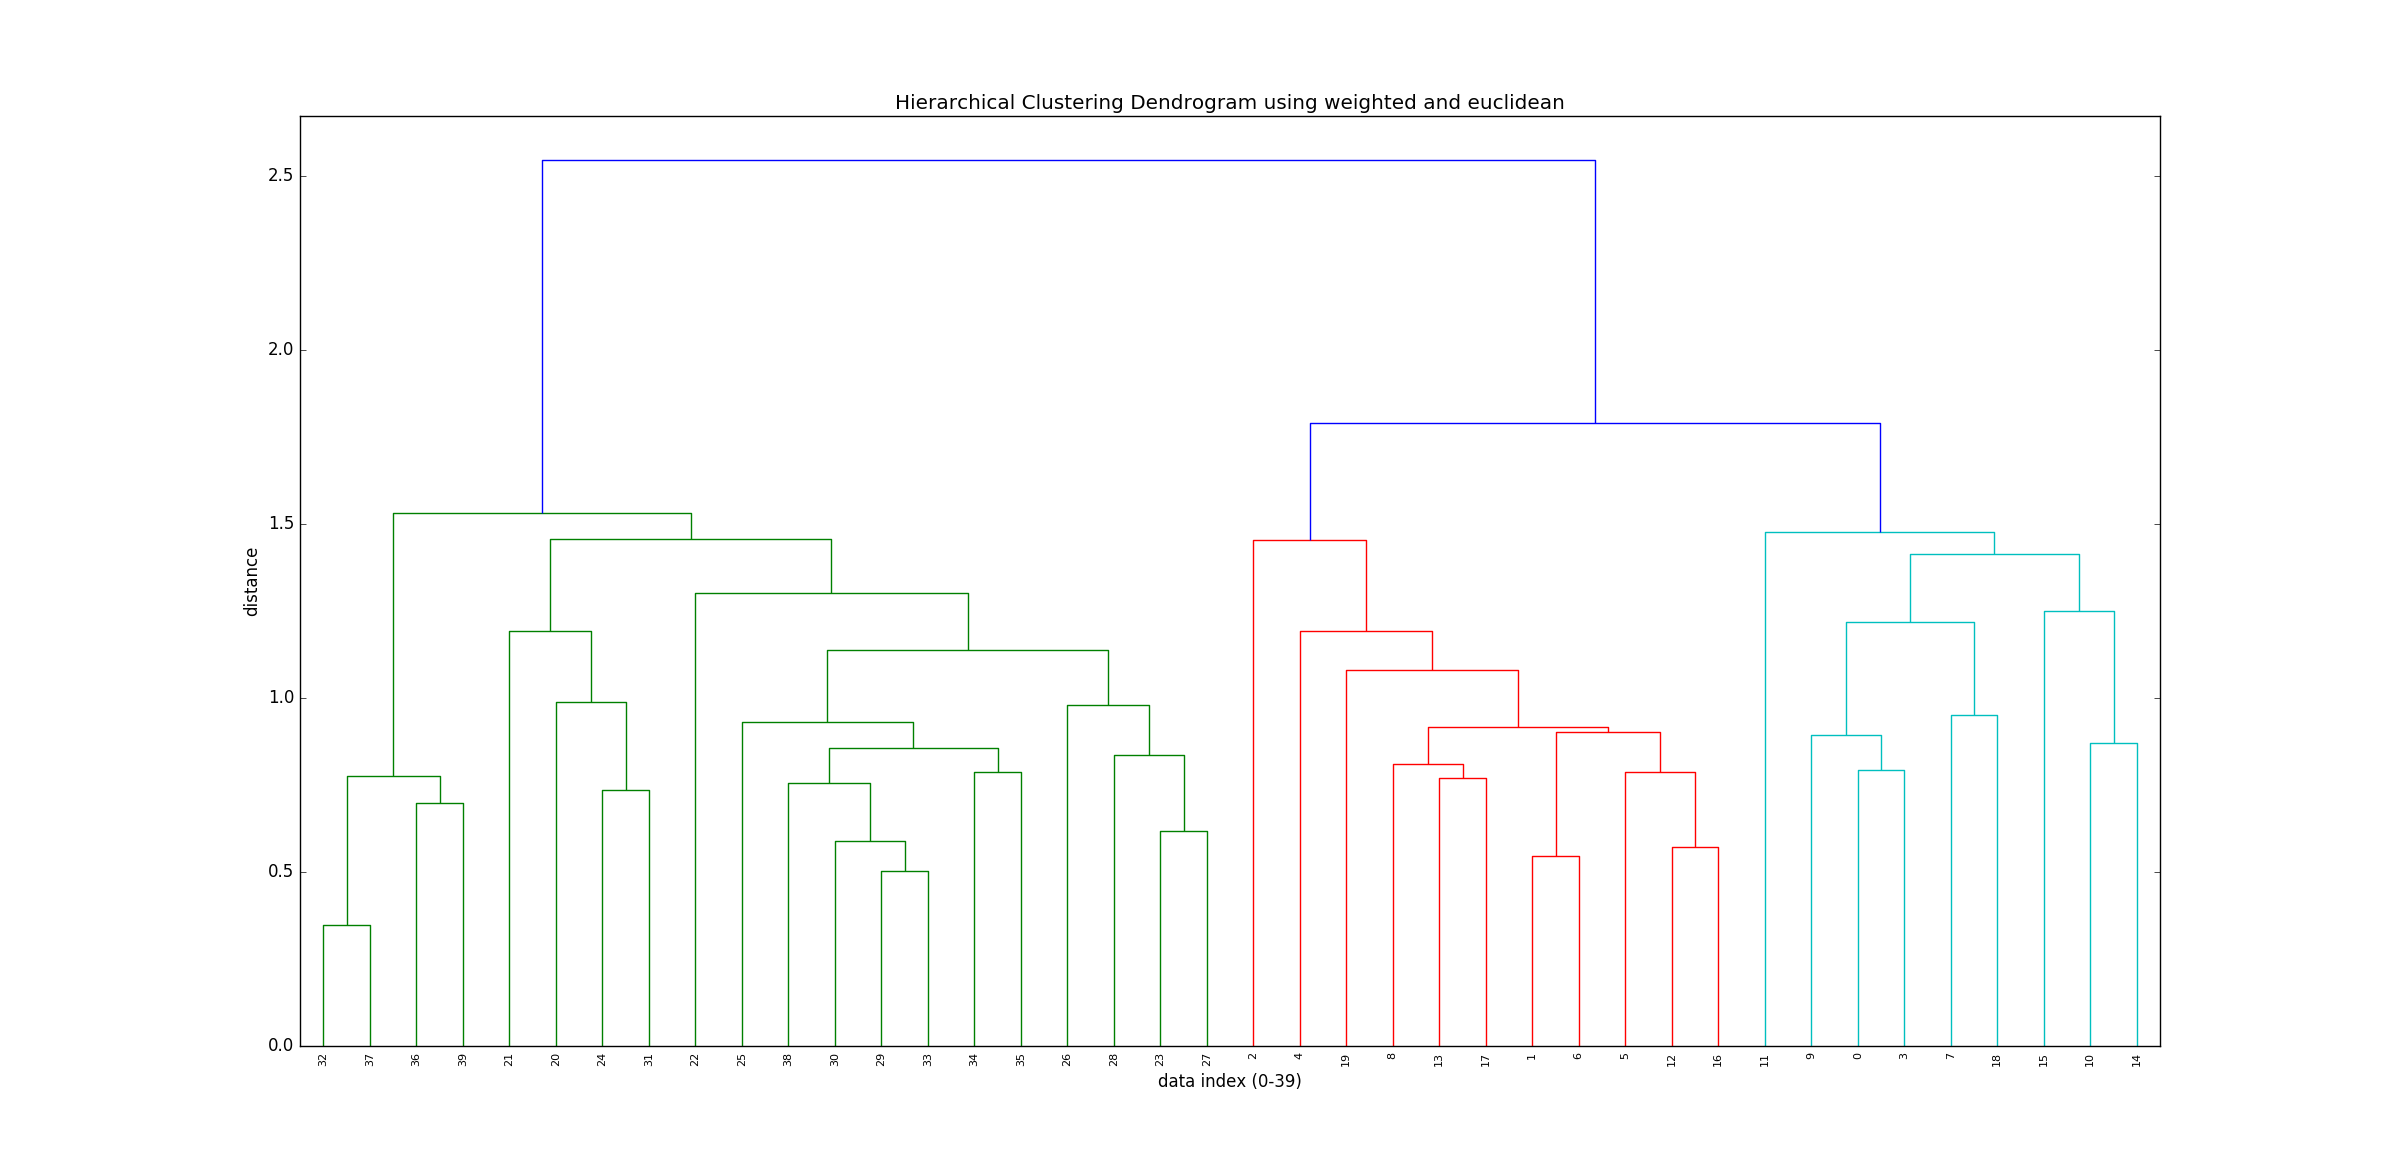 Hierarchical Clustering Dendrogram using weighted and euclidean
2.5
2.0
1.5
1.0
0.5
0.0
distance
32 37 36 39 21 20 24 31 22 25 38 30 29 33 34 35 26 28 23 27 2 4 19 8 13 17 1 6 5 12 16 11 9 0 3 7 18 15 10 14
data index (0-39)